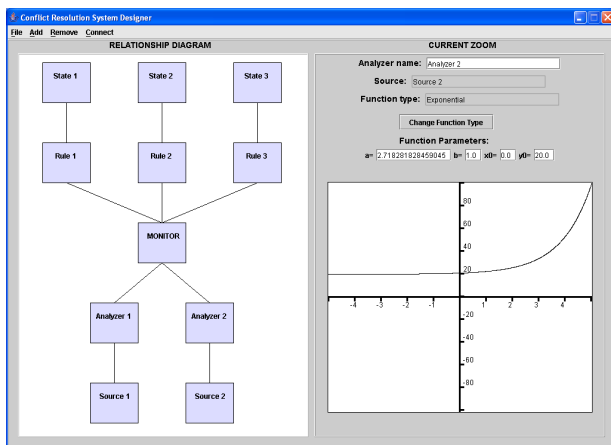 Conflict Resolution System Designer
File Add Remove Connect
RELATIONSHIP DIAGRAM
State 1 State 2 State 3
Rule 1 Rule 2 Rule 3
MONITOR
Analyzer 1 Analyzer 2
Source 1 Source 2
CURRENT ZOOM
Analyzer name: Analyzer 2
Source: Source 2
Function type: Exponential
Change Function Type
Function Parameters:
a= 2.718281828459045 b= 1.0 x0= 0.0 y0= 20.0
80
60
40
20
-4 -3 -2 -1 1 2 3 4
-20
-40
-60
-80